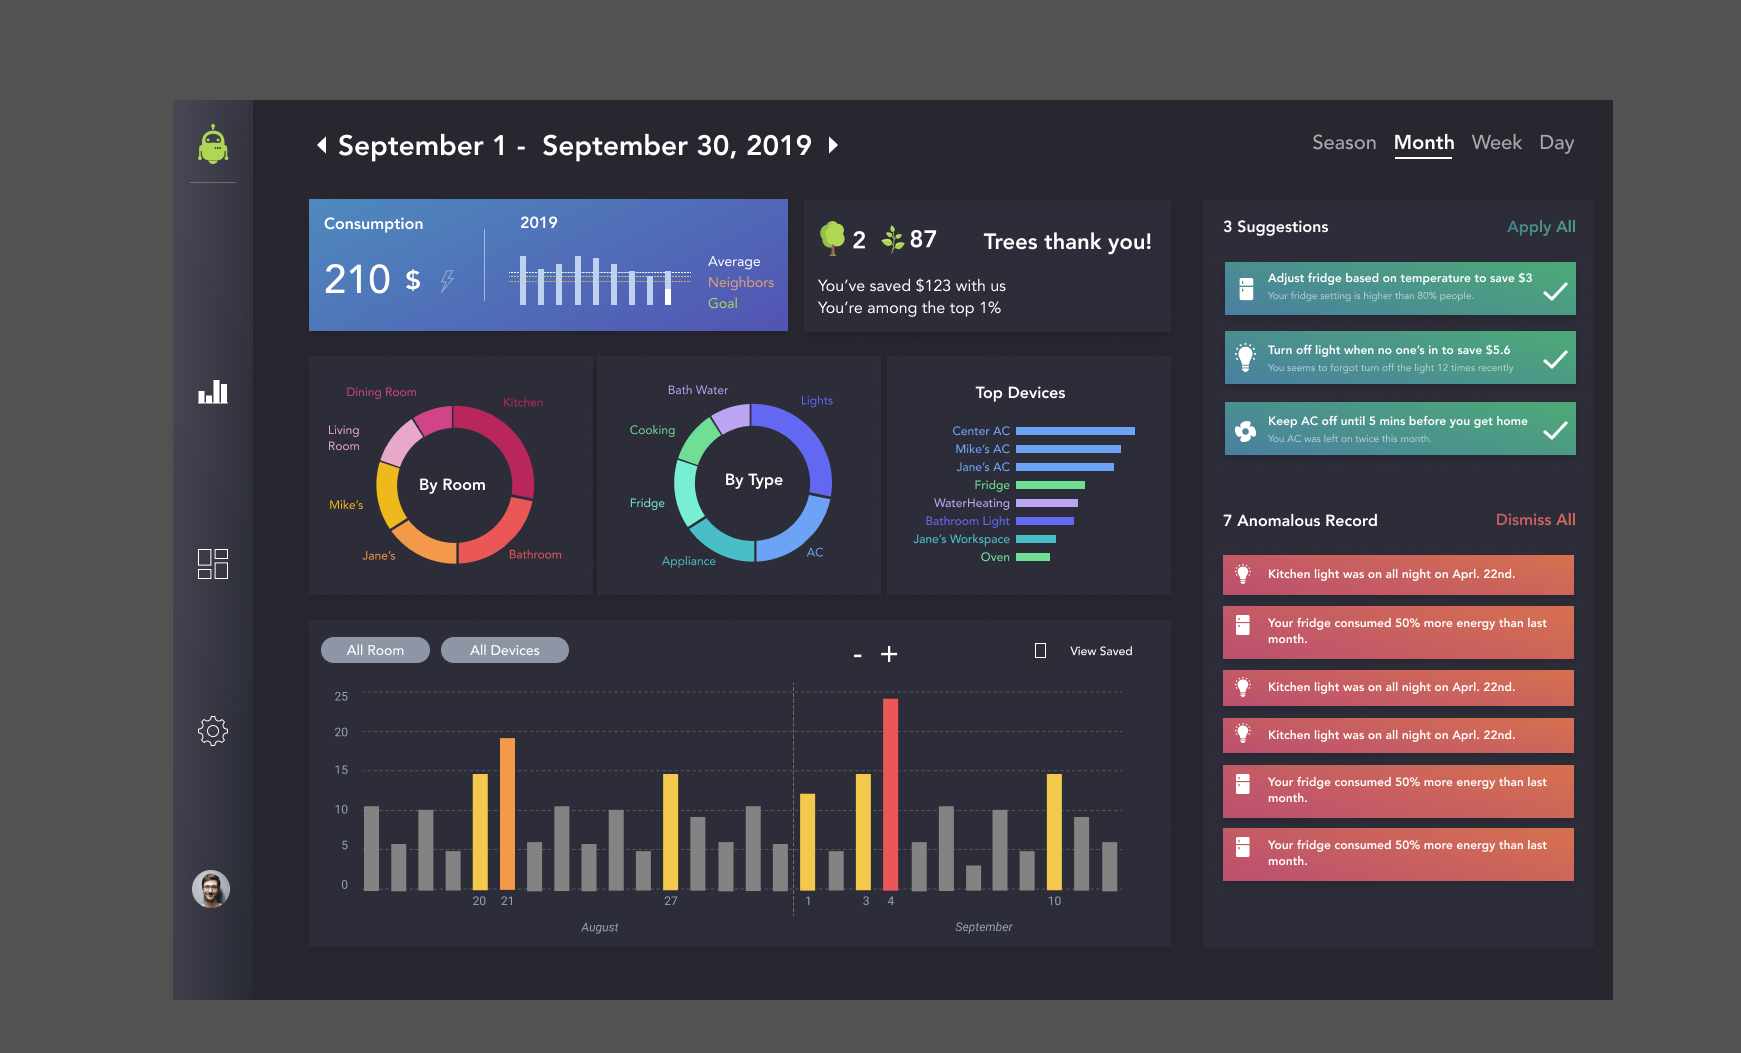 September 1 - September 30, 2019
Season Month Week Day
Consumption
210 $
2019
Average
Neighbors
Goal
2 87 Trees thank you!
You've saved $123 with us
You're among the top 1%
Dining Room
Kitchen
Living
Room
By Room
Mike's
Jane's
Bathroom
Bath Water
Lights
Cooking
By Type
Fridge
Appliance
AC
Top Devices
Center AC
Mike's AC
Jane's AC
Fridge
WaterHeating
Bathroom Light
Jane's Workspace
Oven
All Room
All Devices
- +
View Saved
25
20
15
10
5
0
20 21 27 1 3 4 10
August September
3 Suggestions Apply All
Adjust fridge based on temperature to save $3
Your fridge setting is higher than 80% people.
Turn off light when no one's in to save $5.6
You seems to forgot turn off the light 12 times recently
Keep AC off until 5 mins before you get home
You AC was left on twice this month.
7 Anomalous Record Dismiss All
Kitchen light was on all night on Aprl. 22nd.
Your fridge consumed 50% more energy than last
month.
Kitchen light was on all night on Aprl. 22nd.
Kitchen light was on all night on Aprl. 22nd.
Your fridge consumed 50% more energy than last
month.
Your fridge consumed 50% more energy than last
month.